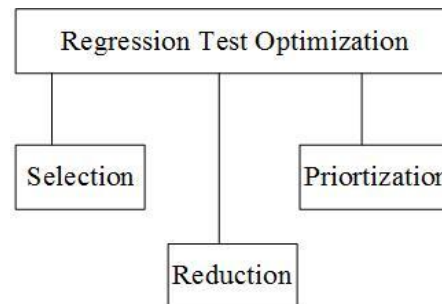 Regression Test Optimization
Selection
Priortization
Reduction